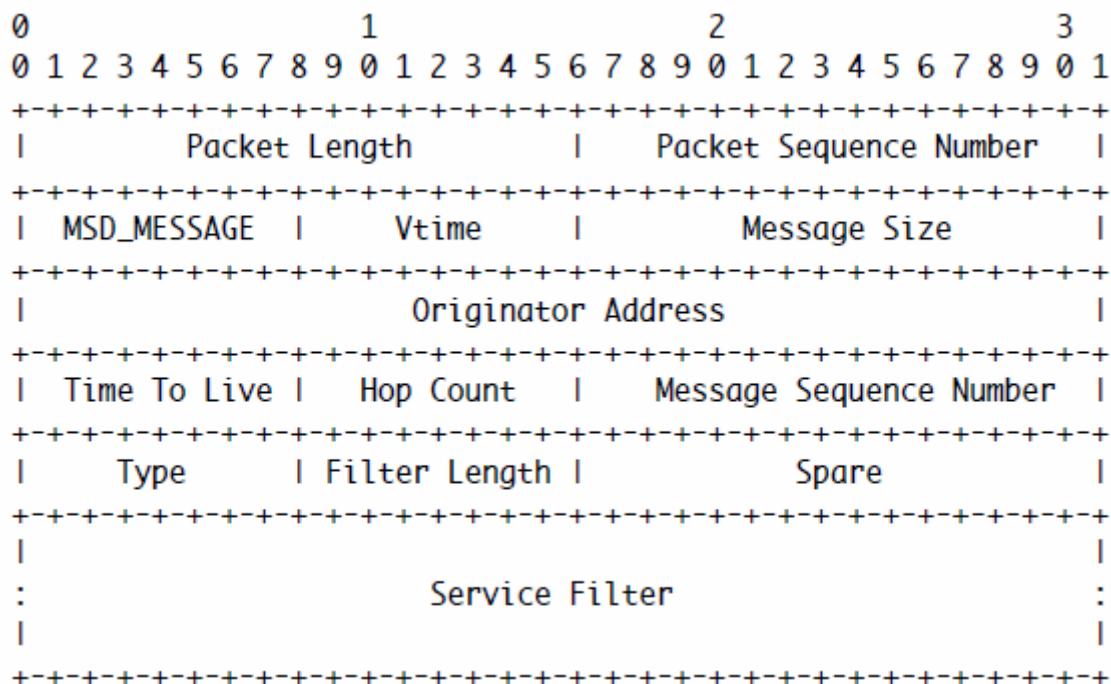 0 1 2 3
0 1 2 3 4 5 6 7 8 9 0 1 2 3 4 5 6 7 8 9 0 1 2 3 4 5 6 7 8 9 0 1
+-+-+-+-+-+-+-+-+-+-+-+-+-+-+-+-+-+-+-+-+-+-+-+-+-+-+-+-+-+-+-+-+
| Packet Length | Packet Sequence Number |
+-+-+-+-+-+-+-+-+-+-+-+-+-+-+-+-+-+-+-+-+-+-+-+-+-+-+-+-+-+-+-+-+
| MSD_MESSAGE | Vtime | Message Size |
+-+-+-+-+-+-+-+-+-+-+-+-+-+-+-+-+-+-+-+-+-+-+-+-+-+-+-+-+-+-+-+-+
| Originator Address |
+-+-+-+-+-+-+-+-+-+-+-+-+-+-+-+-+-+-+-+-+-+-+-+-+-+-+-+-+-+-+-+-+
| Time To Live | Hop Count | Message Sequence Number |
+-+-+-+-+-+-+-+-+-+-+-+-+-+-+-+-+-+-+-+-+-+-+-+-+-+-+-+-+-+-+-+-+
| Type | Filter Length | Spare |
+-+-+-+-+-+-+-+-+-+-+-+-+-+-+-+-+-+-+-+-+-+-+-+-+-+-+-+-+-+-+-+-+
| |
: Service Filter :
| |
+-+-+-+-+-+-+-+-+-+-+-+-+-+-+-+-+-+-+-+-+-+-+-+-+-+-+-+-+-+-+-+-+